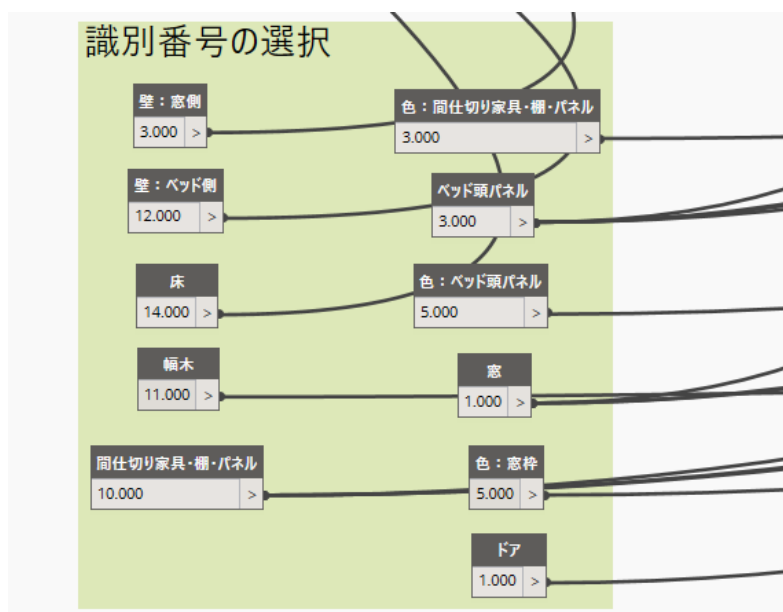 識別番号の選択
壁：窓側
3.000 >
色：間仕切り家具・棚・パネル
3.000 >
壁：ベッド側
12.000 >
ベッド頭パネル
3.000 >
床
14.000 >
色：ベッド頭パネル
5.000 >
幅木
11.000 >
窓
1.000 >
間仕切り家具・棚・パネル
10.000 >
色：窓枠
5.000 >
ドア
1.000 >